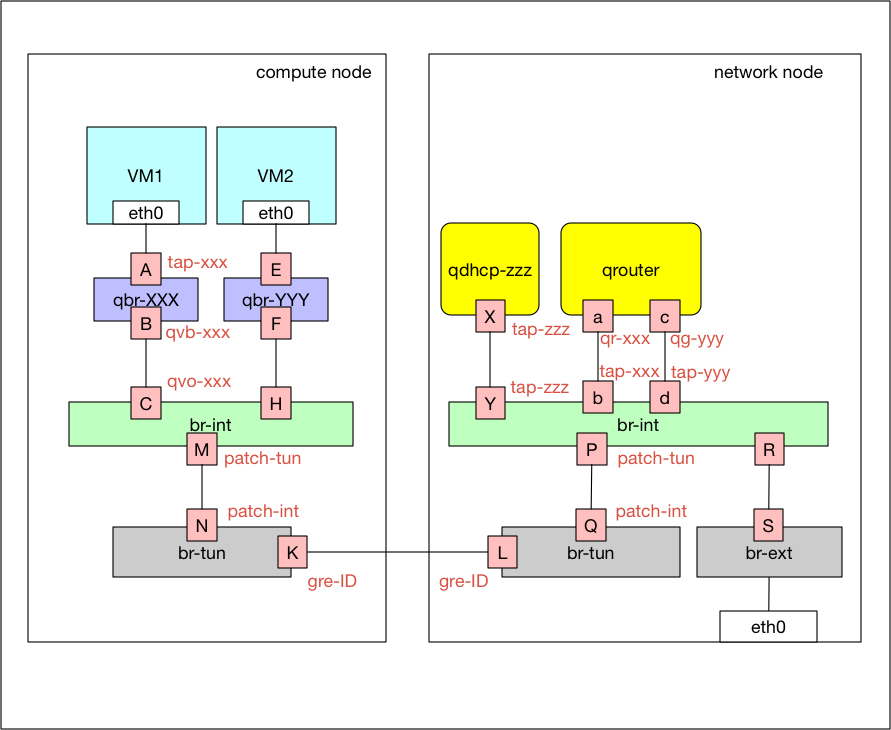 compute node
network node
VM1
VM2
eth0
eth0
A
tap-xxx
E
qbr-XXX
qbr-YYY
B
qvb-xxx
F
qvo-xxx
C
H
br-int
M
patch-tun
N
patch-int
br-tun
K
gre-ID
qdhcp-zzz
qrouter
X
tap-zzz
a
c
qr-xxx
qg-yyy
tap-zzz
tap-xxx
tap-yyy
Y
b
d
br-int
P
patch-tun
R
Q
patch-int
S
L
br-tun
br-ext
gre-ID
eth0